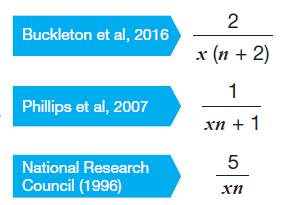 Buckleton et al, 2016
2
x (n + 2)
Phillips et al, 2007
1
xn + 1
National Research
Council (1996)
5
xn